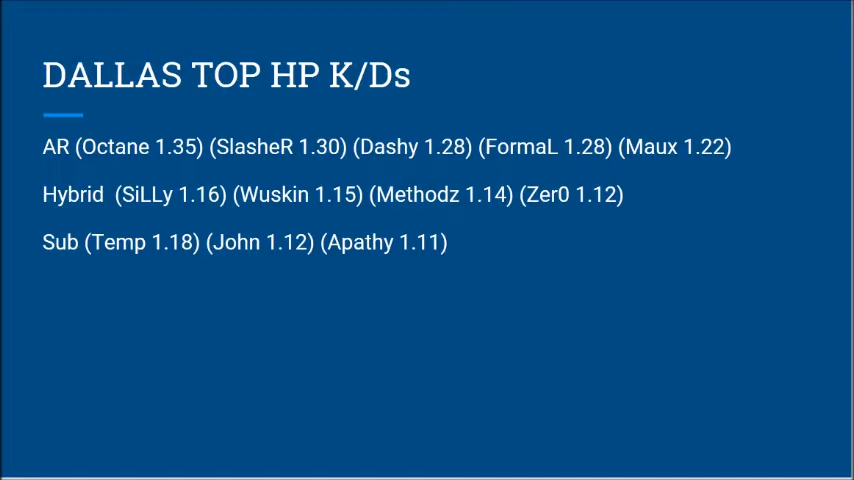 DALLAS TOP HP K/Ds
AR (Octane 1.35) (SlasheR 1.30) (Dashy 1.28) (FormaL 1.28) (Maux 1.22)
Hybrid (SiLLy 1.16) (Wuskin 1.15) (Methodz 1.14) (Zer0 1.12)
Sub (Temp 1.18) (John 1.12) (Apathy 1.11)